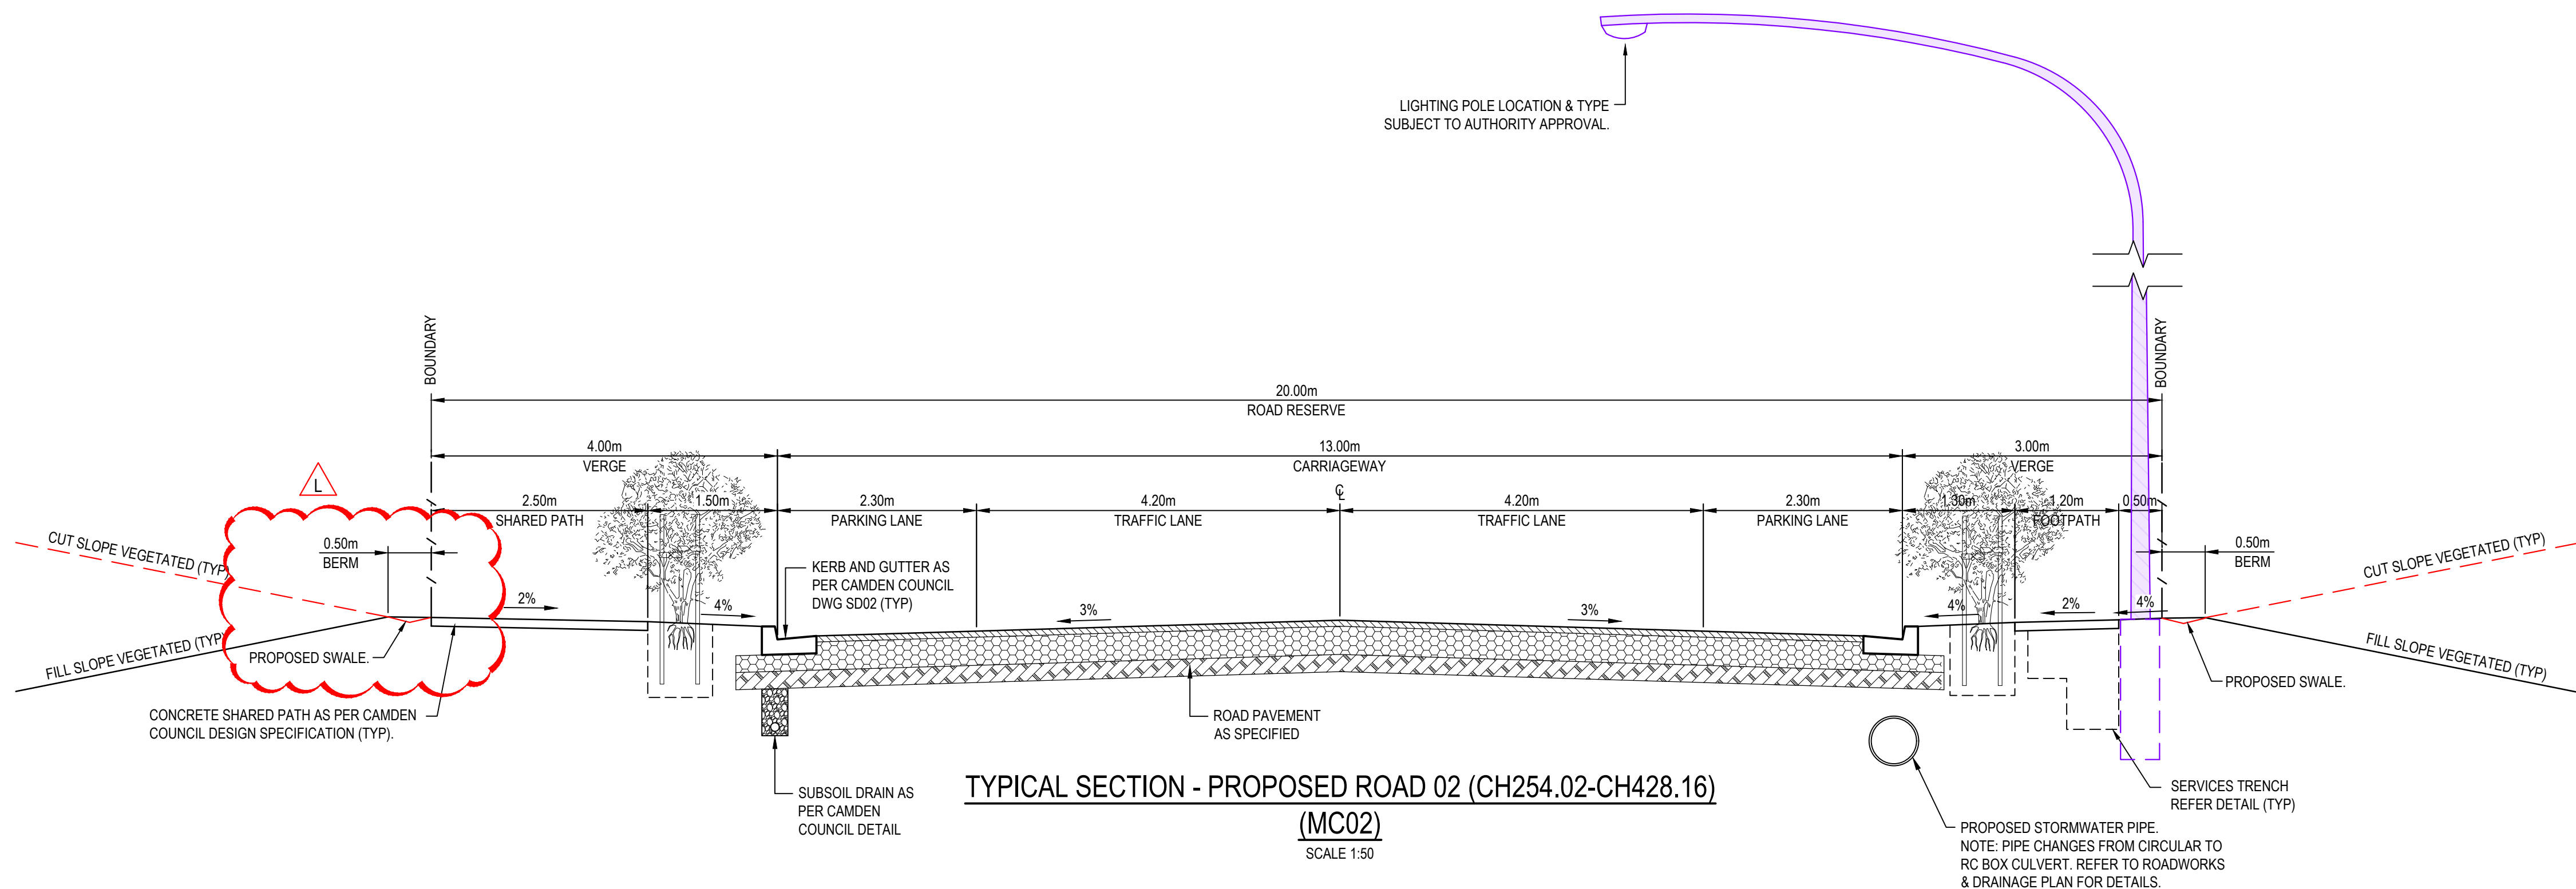 LIGHTING POLE LOCATION & TYPE
SUBJECT TO AUTHORITY APPROVAL.
BOUNDARY
BOUNDARY
20.00m
ROAD RESERVE
4.00m
VERGE
13.00m
CARRIAGEWAY
3.00m
VERGE
L
2.50m
SHARED PATH
1.50m
2.30m
PARKING LANE
4.20m
TRAFFIC LANE
CL
4.20m
TRAFFIC LANE
2.30m
PARKING LANE
1.30m
1.20m
FOOTPATH
0.50m
CUT SLOPE VEGETATED (TYP)
0.50m
BERM
KERB AND GUTTER AS
PER CAMDEN COUNCIL
DWG SD02 (TYP)
0.50m
BERM
CUT SLOPE VEGETATED (TYP)
2%
4%
3%
3%
4%
2%
4%
FILL SLOPE VEGETATED (TYP)
PROPOSED SWALE.
FILL SLOPE VEGETATED (TYP)
PROPOSED SWALE.
CONCRETE SHARED PATH AS PER CAMDEN
COUNCIL DESIGN SPECIFICATION (TYP).
ROAD PAVEMENT
AS SPECIFIED
SUBSOIL DRAIN AS
PER CAMDEN
COUNCIL DETAIL
SERVICES TRENCH
REFER DETAIL (TYP)
TYPICAL SECTION - PROPOSED ROAD 02 (CH254.02-CH428.16)
(MC02)
SCALE 1:50
PROPOSED STORMWATER PIPE.
NOTE: PIPE CHANGES FROM CIRCULAR TO
RC BOX CULVERT. REFER TO ROADWORKS
& DRAINAGE PLAN FOR DETAILS.